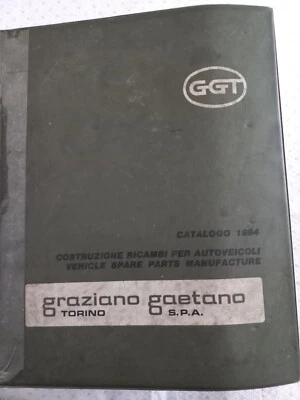 GGT
CATALOGO 1984
COSTRUZIONE RICAMBI PER AUTOVEICOLI
VEHICLE SPARE PARTS MANUFACTURE
graziano gaetano
TORINO S.P.A.